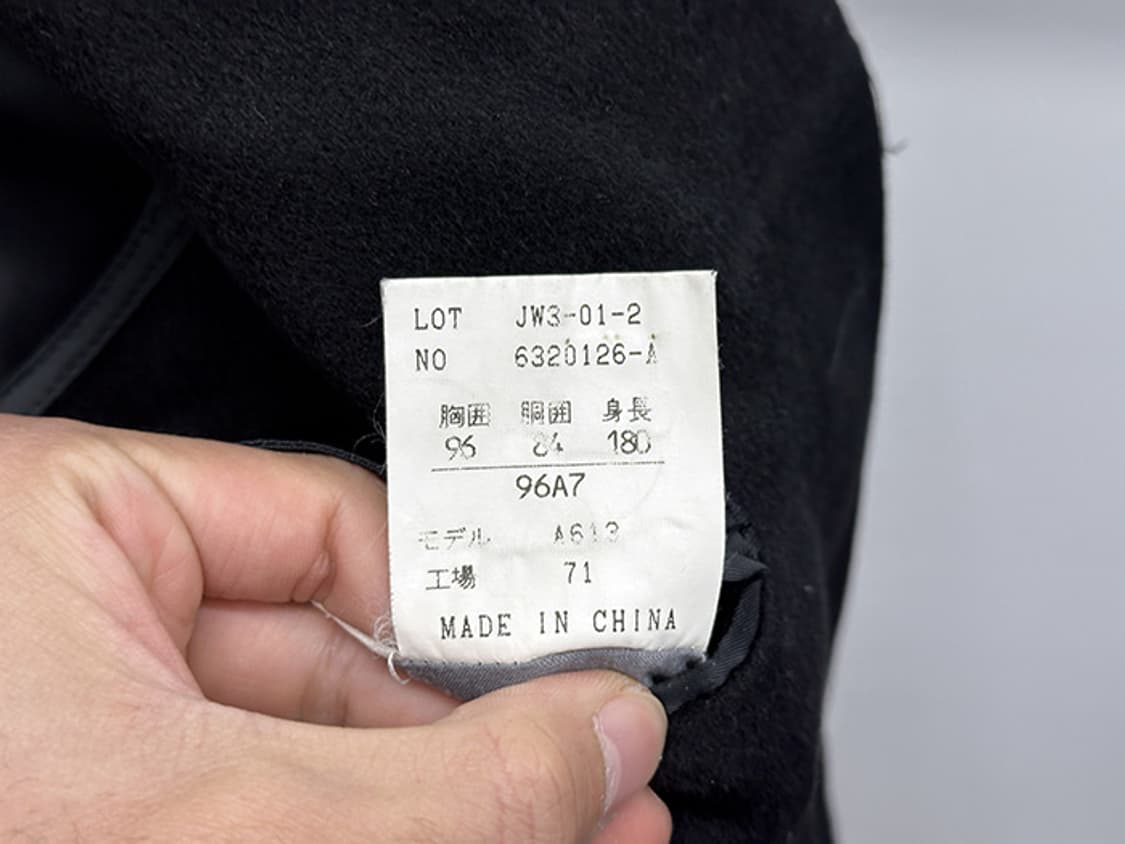 LOT JW3-01-2
NO 6320126-A
胸囲 胴囲 身長
96 84 180
96A7
モデル A613
工場 71
MADE IN CHINA